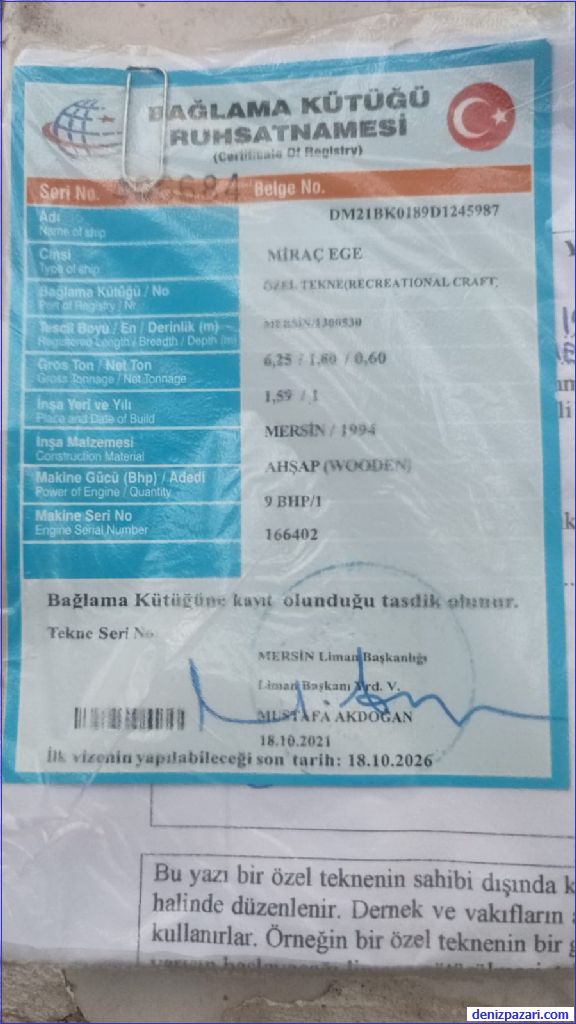 BAĞLAMA KÜTÜĞÜ
RUHSATNAMESİ
(Certificate Of Registry)
Seri No. Belge No.
DM21BK0189D1245987
Adı
Name of ship
MİRAÇ EGE
Cinsi
Type of ship
ÖZEL TEKNE(RECREATIONAL CRAFT)
Bağlama Kütüğü / No
Port of Registry / Nr
MERSİN/1300530
Tescil Boyu / En / Derinlik (m)
Registered Length / Breadth / Depth (m)
6,25 / 1,80 / 0,60
Gros Ton / Net Ton
Gross Tonnage / Net Tonnage
1,59 / 1
İnşa Yeri ve Yılı
Place and Date of Build
MERSİN / 1994
İnşa Malzemesi
Construction Material
AHŞAP (WOODEN)
Makine Gücü (Bhp) / Adedi
Power of Engine / Quantity
9 BHP/1
Makine Seri No
Engine Serial Number
166402
Bağlama Kütüğüne kayıt olunduğu tasdik olunur.
Tekne Seri No
MERSİN Liman Başkanlığı
Liman Başkanı Yrd. V.
MUSTAFA AKDOĞAN
18.10.2021
İlk vizenin yapılabileceği son tarih: 18.10.2026
Bu yazı bir özel teknenin sahibi dışında k
halinde düzenlenir. Dernek ve vakıfların
kullanırlar. Örneğin bir özel teknenin bir g
denizpazari.com